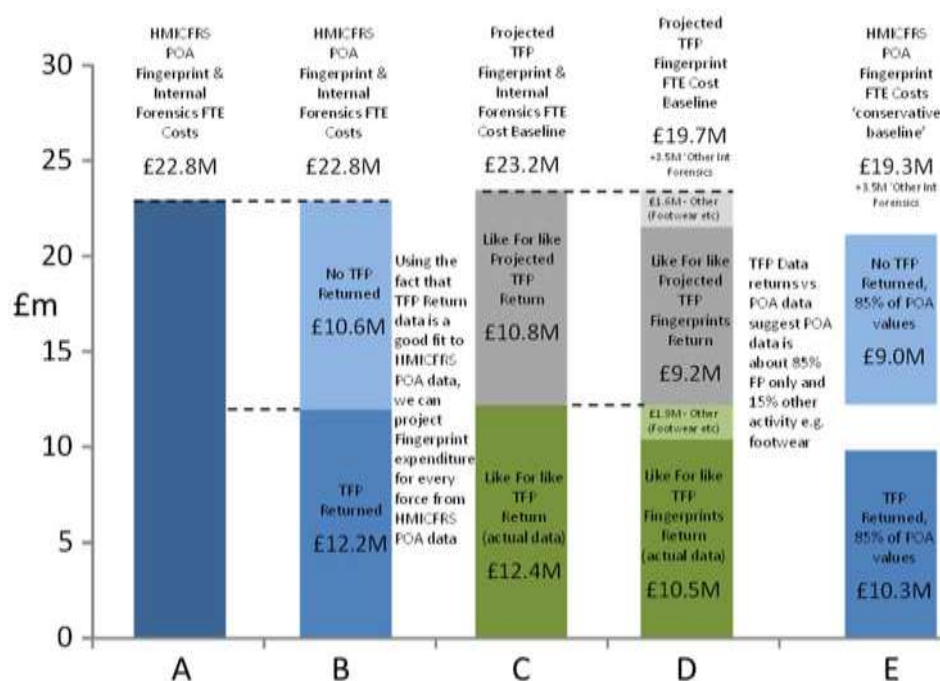 HMICFRS
POA
Fingerprint &
Internal
Forensics FTE
Costs
£22.8M
HMICFRS
POA
Fingerprint &
Internal
Forensics FTE
Costs
£22.8M
Projected
TFP
Fingerprint &
Internal
Forensics FTE
Cost Baseline
£23.2M
Projected
TFP
Fingerprint
FTE Cost
Baseline
£19.7M
+3.5M 'Other Int
Forensics
HMICFRS
POA
Fingerprint
FTE Costs
'conservative
baseline'
£19.3M
+3.5M 'Other Int
Forensics
£m
30
25
20
15
10
5
0
No TFP
Returned
£10.6M
TFP
Returned
£12.2M
Using the
fact that
TFP Return
data is a
good fit to
HMICFRS
POA data,
we can
project
Fingerprint
expenditure
for every
force from
HMICFRS
POA data
Like For like
Projected
TFP
Return
£10.8M
Like For like
TFP
Return
(actual data)
£12.4M
£1.6M - Other
(Footwear etc)
Like For like
Projected
TFP
Fingerprints
Return
£9.2M
£1.9M - Other
(Footwear etc)
Like For like
TFP
Fingerprints
Return
(actual data)
£10.5M
TFP Data
returns vs
POA data
suggest POA
data is
about 85%
FP only and
15% other
activity e.g.
footwear
No TFP
Returned,
85% of POA
values
£9.0M
TFP
Returned,
85% of POA
values
£10.3M
A
B
C
D
E